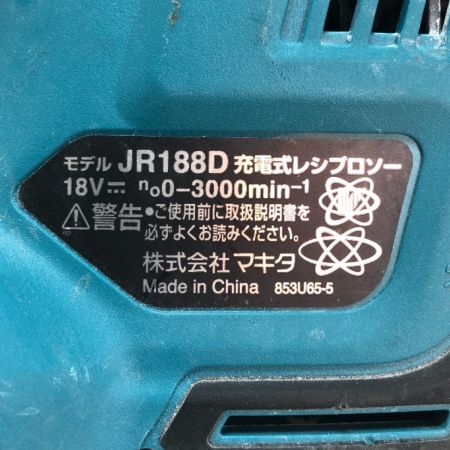 モデル JR188D 充電式レシプロソー
18V⎓ n₀0-3000min⁻¹
⚠警告 ●ご使用前に取扱説明書を
必ずよくお読みください。
株式会社 マキタ
Made in China 853U65-5